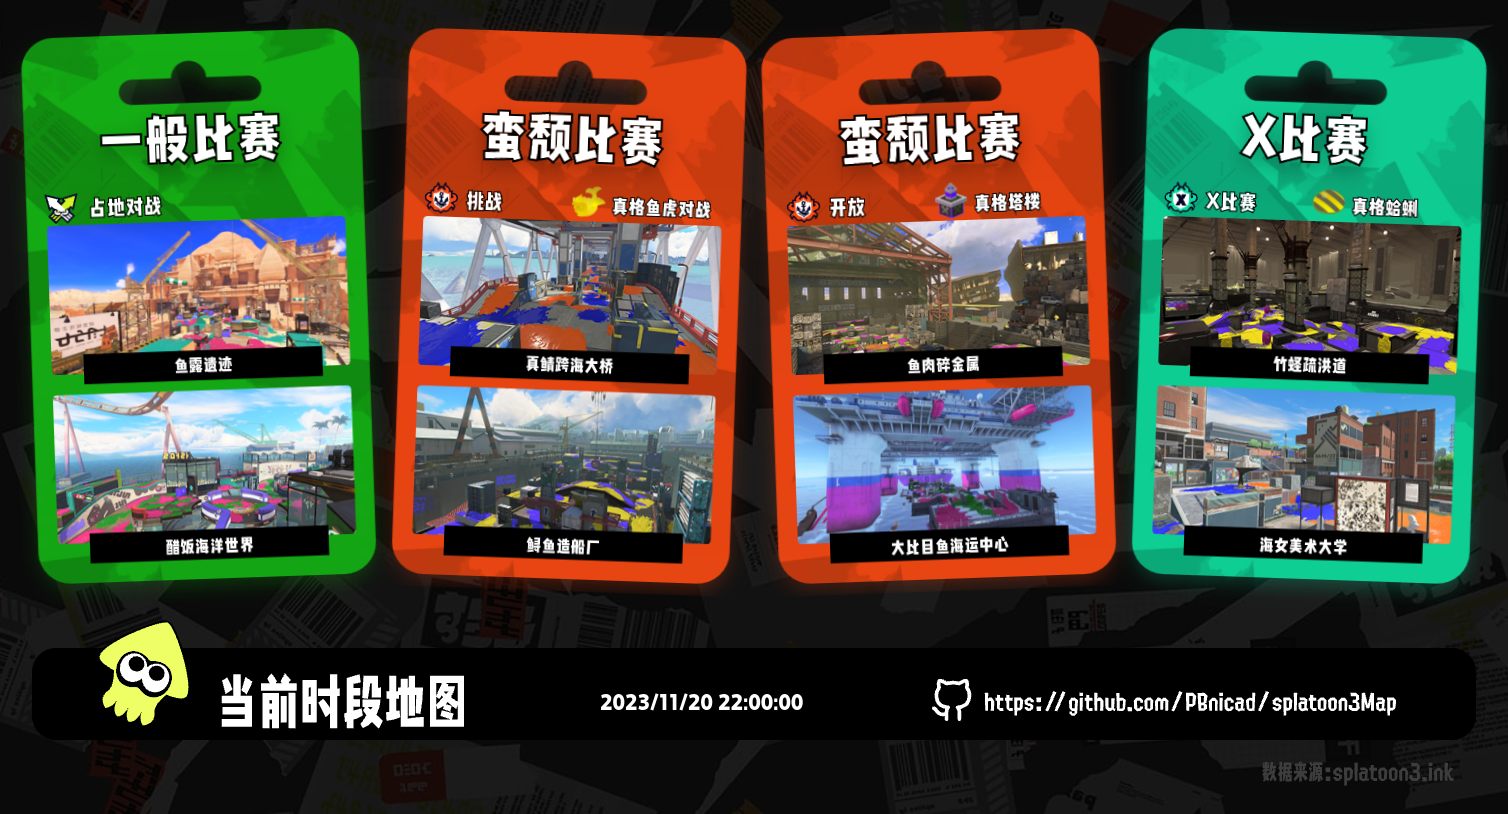 一般比赛
占地对战
鱼露遗迹
醋饭海洋世界
蛮颓比赛
挑战
真格鱼虎对战
真鲭跨海大桥
鲟鱼造船厂
蛮颓比赛
开放
真格塔楼
鱼肉碎金属
大比目鱼海运中心
X比赛
X比赛
真格蛤蜊
竹蛏疏洪道
海女美术大学
当前时段地图
2023/11/20 22:00:00
https://github.com/PBnicad/splatoon3Map
数据来源:splatoon3.ink